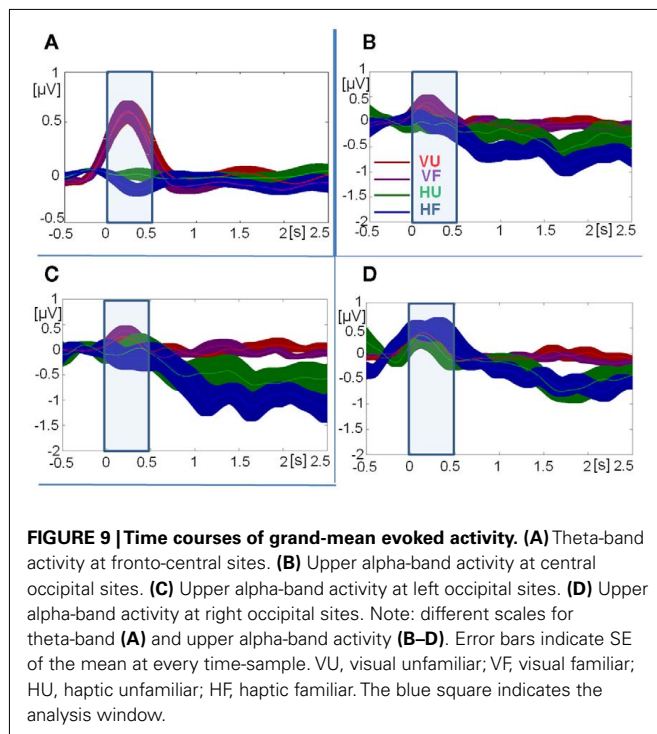 A
[µV]
1
0.5
0
-0.5
-0.5 0 0.5 1 1.5 2 [s] 2.5
B
[µV]
1
0.5
0
-0.5
-1
-1.5
-2
VU
VF
HU
HF
-0.5 0 0.5 1 1.5 2 [s] 2.5
C
[µV]
1
0.5
0
-0.5
-1
-1.5
-2
-0.5 0 0.5 1 1.5 2 [s] 2.5
D
[µV]
1
0.5
0
-0.5
-1
-1.5
-2
-0.5 0 0.5 1 1.5 2 [s] 2.5
FIGURE 9 | Time courses of grand-mean evoked activity. (A) Theta-band
activity at fronto-central sites. (B) Upper alpha-band activity at central
occipital sites. (C) Upper alpha-band activity at left occipital sites. (D) Upper
alpha-band activity at right occipital sites. Note: different scales for
theta-band (A) and upper alpha-band activity (B–D). Error bars indicate SE
of the mean at every time-sample. VU, visual unfamiliar; VF, visual familiar;
HU, haptic unfamiliar; HF, haptic familiar. The blue square indicates the
analysis window.